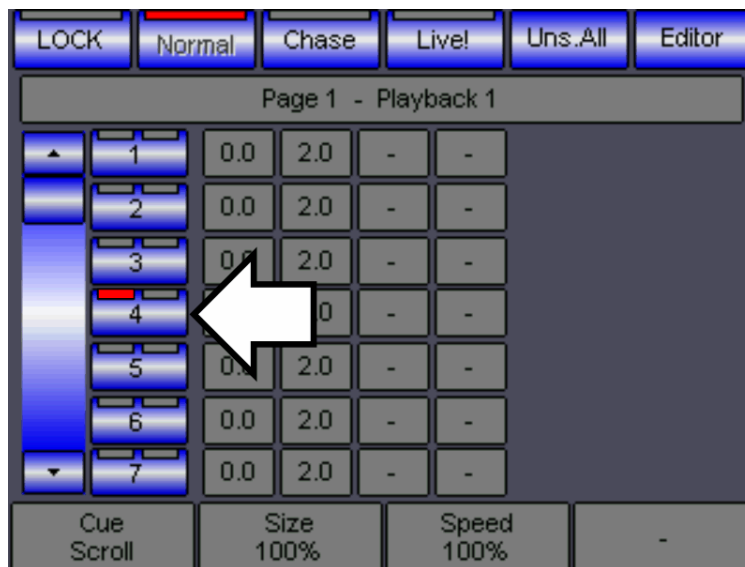 LOCK Normal Chase Live! Uns.All Editor
Page 1 - Playback 1
1 0.0 2.0 - -
2 0.0 2.0 - -
3 2.0 - -
4 - -
5 2.0 - -
6 0.0 2.0 - -
7 0.0 2.0 - -
Cue Size Speed -
Scroll 100% 100%